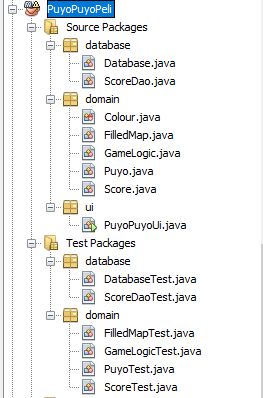 PuyoPuyoPeli
Source Packages
database
Database.java
ScoreDao.java
domain
Colour.java
FilledMap.java
GameLogic.java
Puyo.java
Score.java
ui
PuyoPuyoUi.java
Test Packages
database
DatabaseTest.java
ScoreDaoTest.java
domain
FilledMapTest.java
GameLogicTest.java
PuyoTest.java
ScoreTest.java